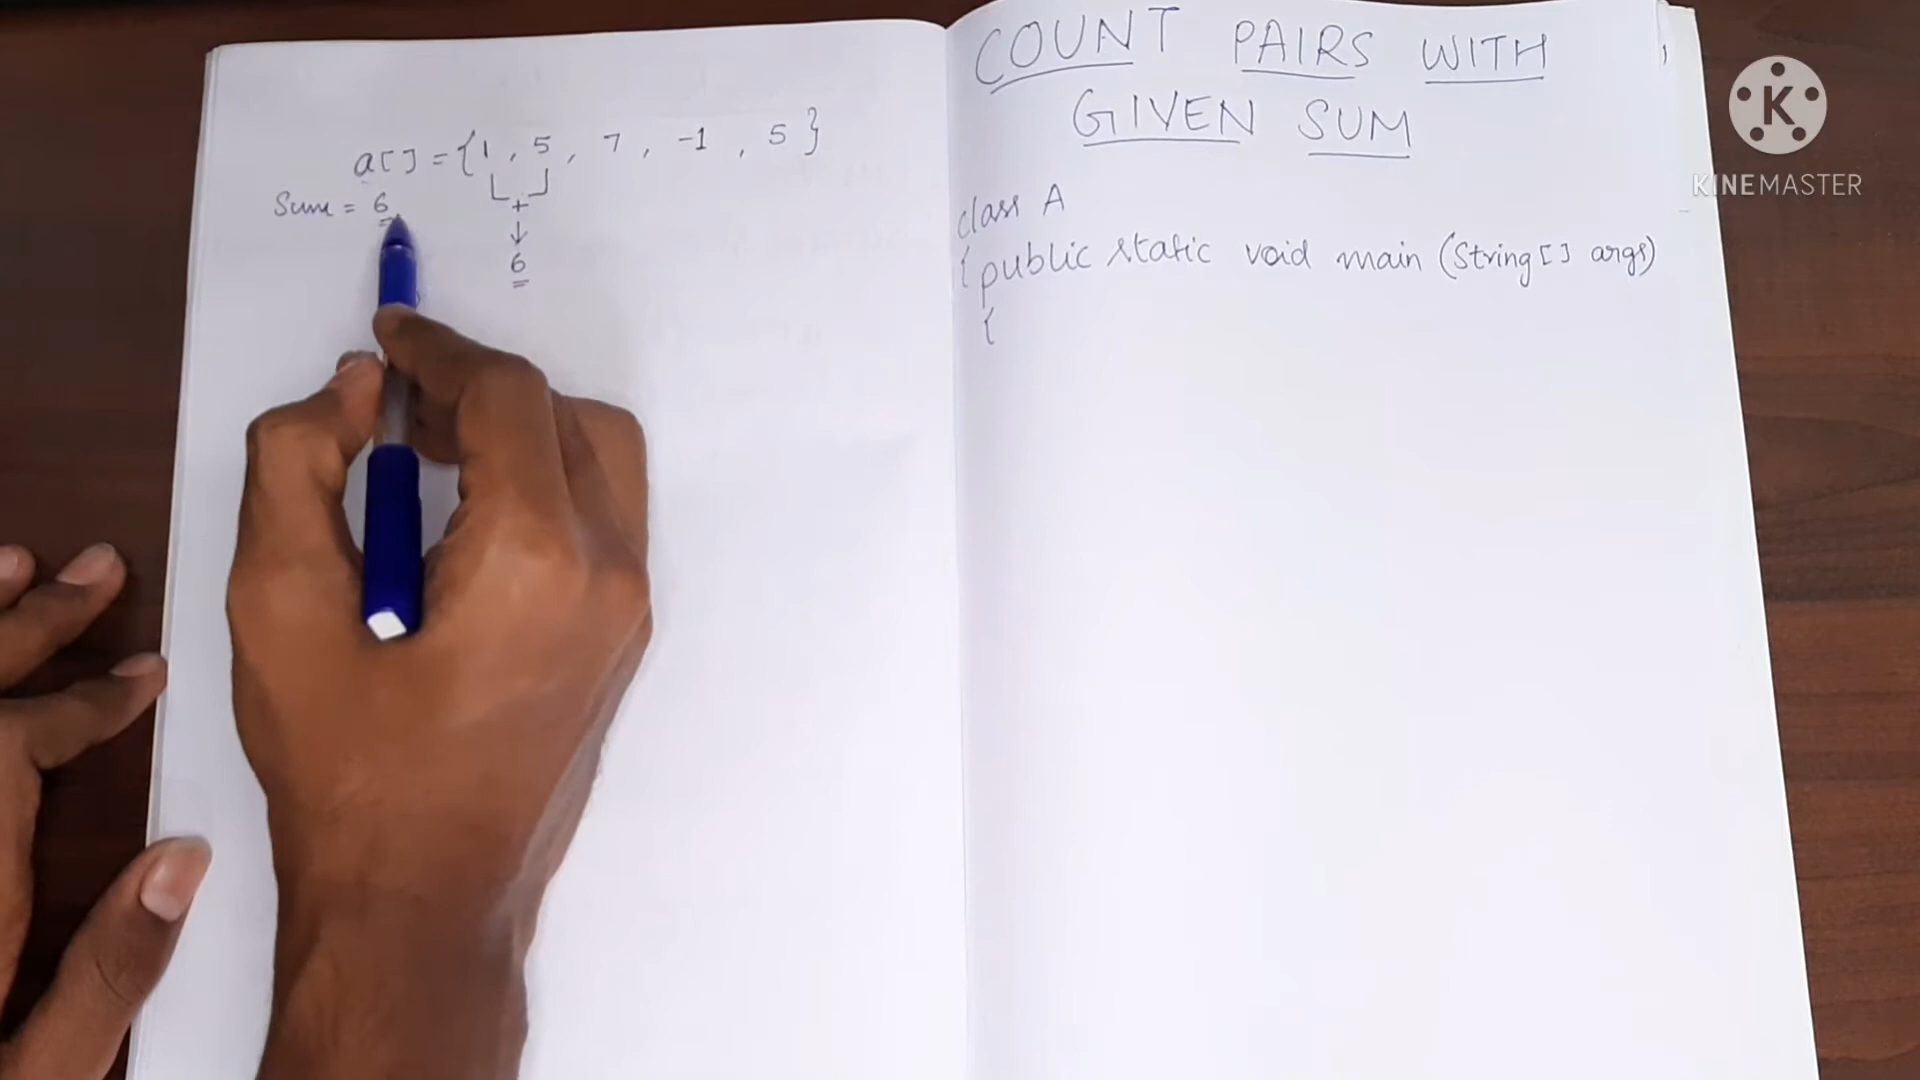 a[] = {1, 5, 7, -1, 5}
Sum = 6
+
↓
6
COUNT PAIRS WITH
GIVEN SUM
class A
{ public static void main (String[] args)
{
K
KINEMASTER